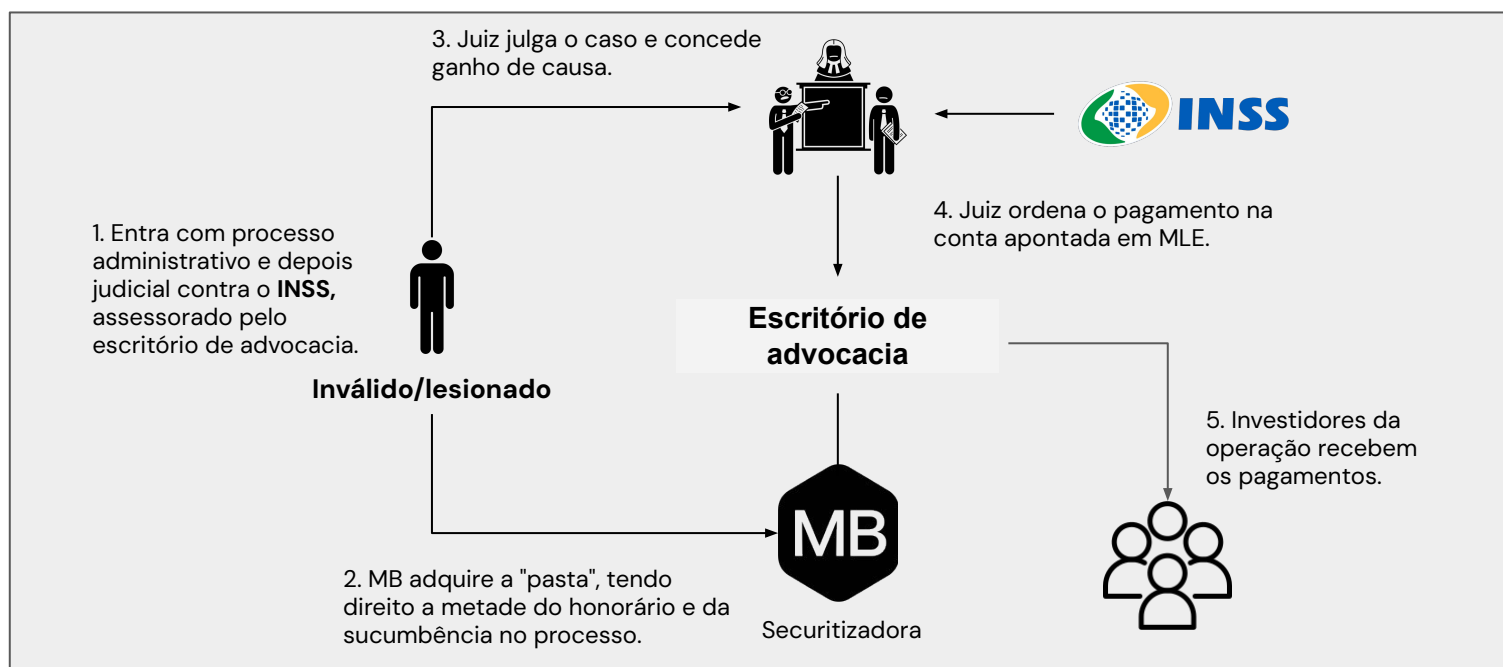 3. Juiz julga o caso e concede
ganho de causa.
INSS
1. Entra com processo
administrativo e depois
judicial contra o INSS,
assessorado pelo
escritório de advocacia.
4. Juiz ordena o pagamento na
conta apontada em MLE.
Escritório de
advocacia
Inválido/lesionado
5. Investidores da
operação recebem
os pagamentos.
MB
2. MB adquire a "pasta", tendo
direito a metade do honorário e da
sucumbência no processo.
Securitizadora